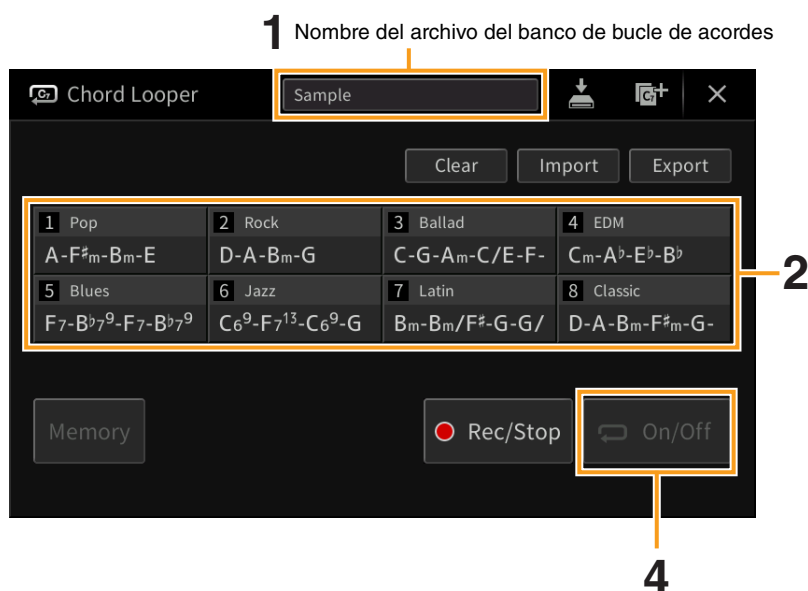 1 Nombre del archivo del banco de bucle de acordes
Chord Looper
Sample
C7
C7+
Clear Import Export
1 Pop 2 Rock 3 Ballad 4 EDM
A-F♯m-Bm-E D-A-Bm-G C-G-Am-C/E-F- Cm-A♭-E♭-B♭
2
5 Blues 6 Jazz 7 Latin 8 Classic
F7-B♭7⁹-F7-B♭7⁹ C6⁹-F7¹³-C6⁹-G Bm-Bm/F♯-G-G/ D-A-Bm-F♯m-G-
Memory Rec/Stop On/Off
4